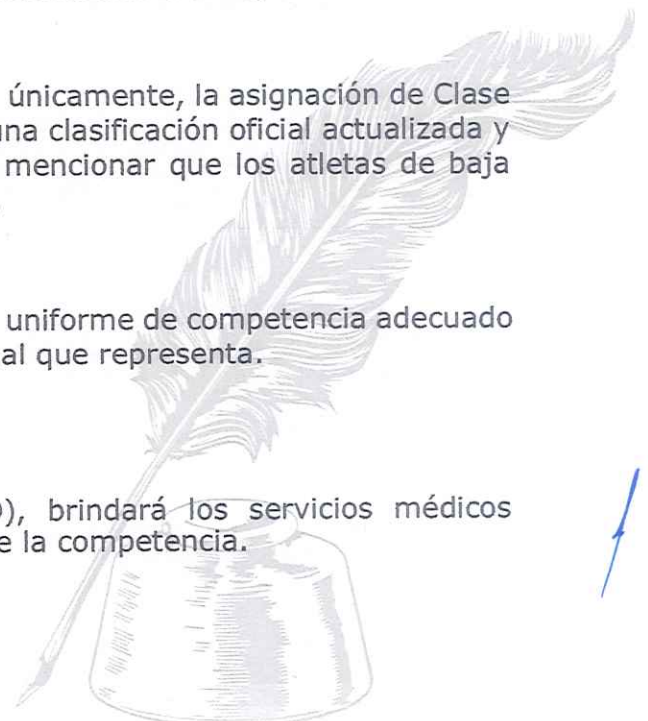 únicamente, la asignación de Clase
una clasificación oficial actualizada y
mencionar que los atletas de baja
uniforme de competencia adecuado
al que representa.
), brindará los servicios médicos
e la competencia.